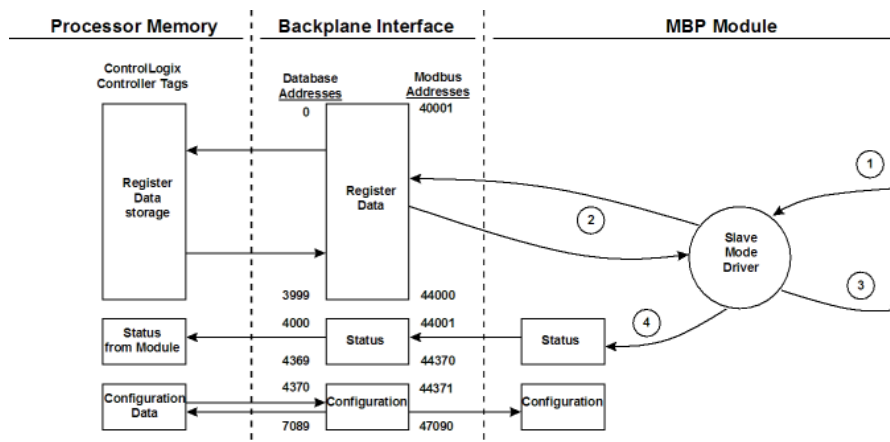 Processor Memory
Backplane Interface
MBP Module
ControlLogix
Controller Tags
Database
Addresses
Modbus
Addresses
0
40001
Register
Data
storage
Register
Data
1
2
Slave
Mode
Driver
3
3999
44000
4000
44001
4
Status
from Module
Status
Status
4369
44370
4370
44371
Configuration
Data
Configuration
Configuration
7089
47090